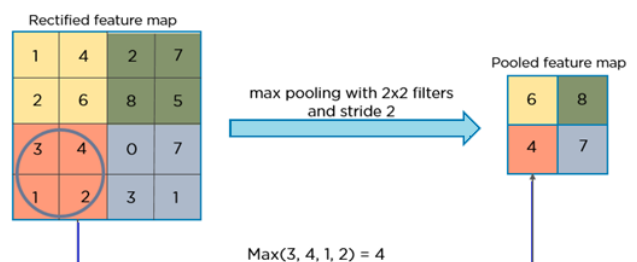 Rectified feature map
1 4 2 7
2 6 8 5
3 4 0 7
1 2 3 1
max pooling with 2x2 filters
and stride 2
Pooled feature map
6 8
4 7
Max(3, 4, 1, 2) = 4